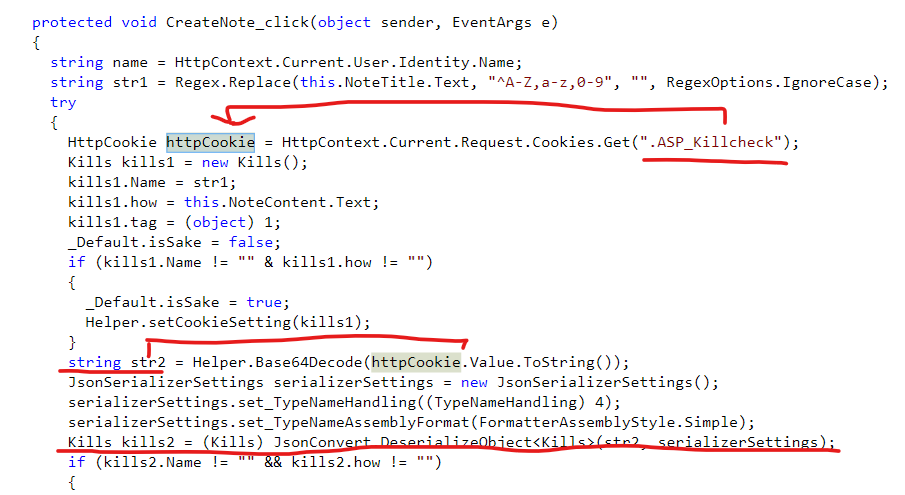 protected void CreateNote_click(object sender, EventArgs e)
{
string name = HttpContext.Current.User.Identity.Name;
string str1 = Regex.Replace(this.NoteTitle.Text, "^A-Z,a-z,0-9", "", RegexOptions.IgnoreCase);
try
{
HttpCookie httpCookie = HttpContext.Current.Request.Cookies.Get(".ASP_Killcheck");
Kills kills1 = new Kills();
kills1.Name = str1;
kills1.how = this.NoteContent.Text;
kills1.tag = (object) 1;
_Default.isSake = false;
if (kills1.Name != "" & kills1.how != "")
{
_Default.isSake = true;
Helper.setCookieSetting(kills1);
}
string str2 = Helper.Base64Decode(httpCookie.Value.ToString());
JsonSerializerSettings serializerSettings = new JsonSerializerSettings();
serializerSettings.set_TypeNameHandling((TypeNameHandling) 4);
serializerSettings.set_TypeNameAssemblyFormat(FormatterAssemblyStyle.Simple);
Kills kills2 = (Kills) JsonConvert.DeserializeObject<Kills>(str2, serializerSettings);
if (kills2.Name != "" && kills2.how != "")
{